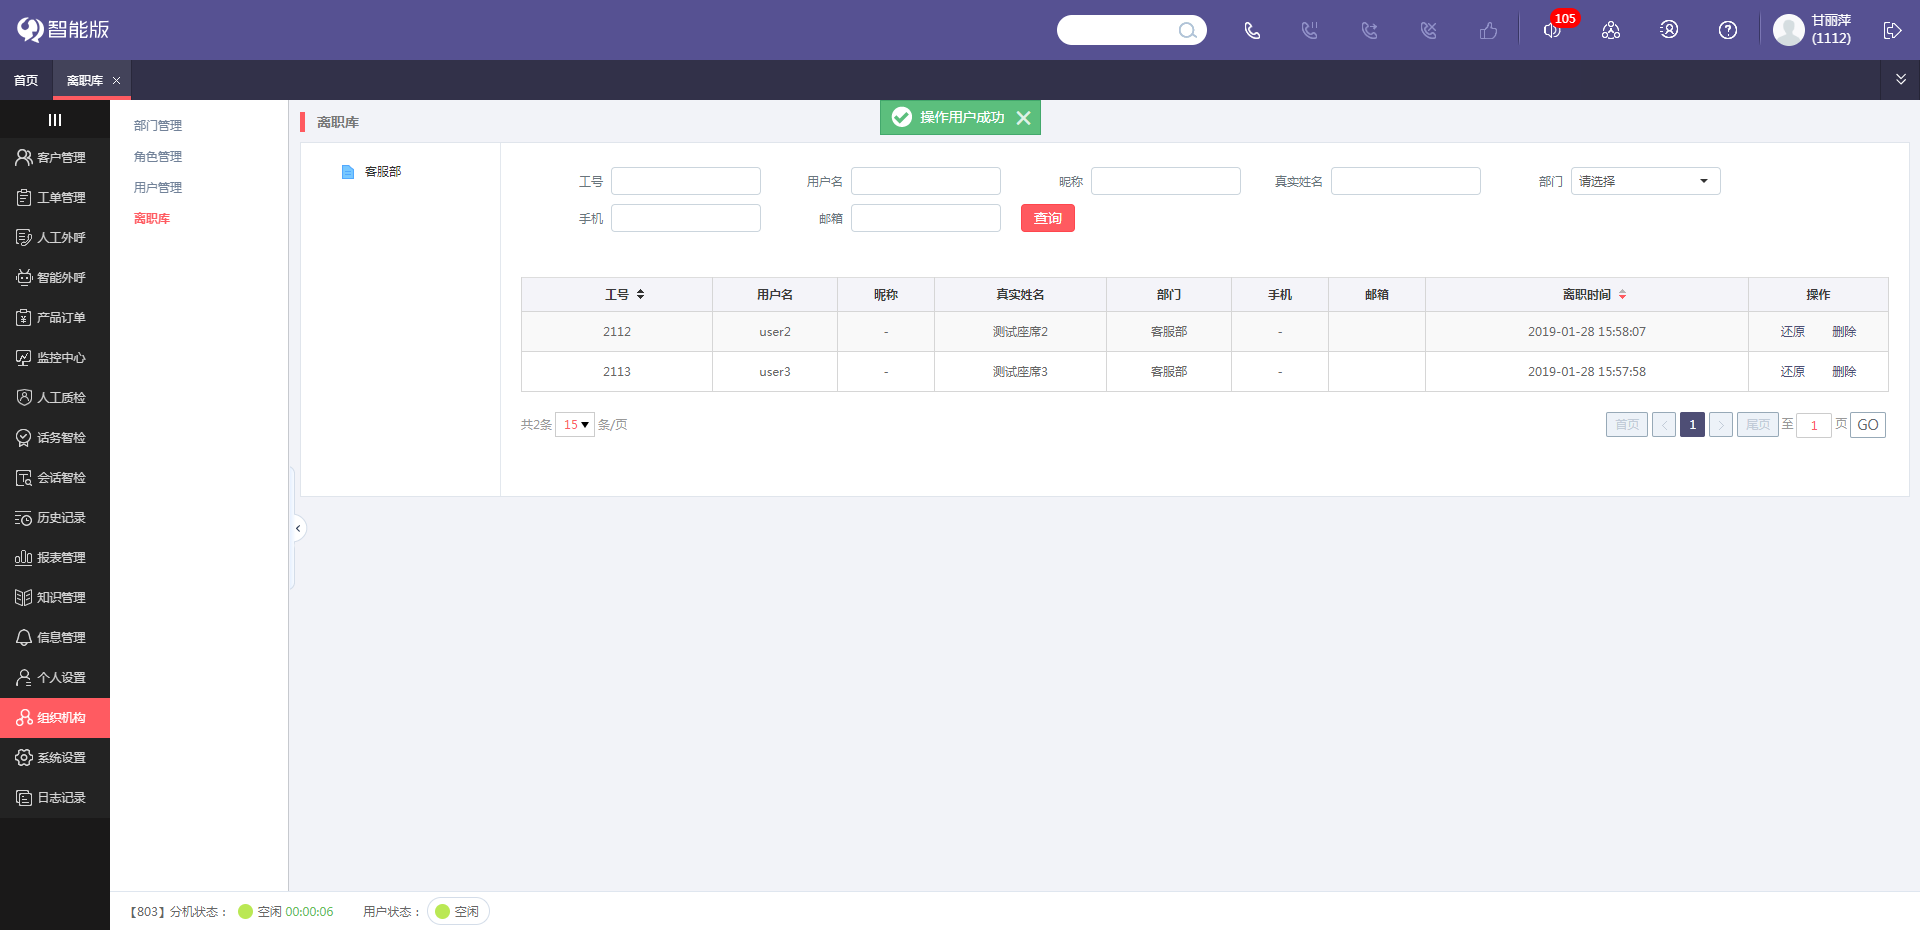 智能版
105
甘丽萍
(1112)
首页
离职库
操作用户成功
客户管理
工单管理
人工外呼
智能外呼
产品订单
监控中心
人工质检
话务智检
会话智检
历史记录
报表管理
知识管理
信息管理
个人设置
组织机构
系统设置
日志记录
部门管理
角色管理
用户管理
离职库
离职库
客服部
工号 用户名 昵称 真实姓名 部门 请选择
手机 邮箱 查询
工号 用户名 昵称 真实姓名 部门 手机 邮箱 离职时间 操作
2112 user2 - 测试座席2 客服部 - 2019-01-28 15:58:07 还原 删除
2113 user3 - 测试座席3 客服部 - 2019-01-28 15:57:58 还原 删除
共2条 15 条/页 首页 < 1 > 尾页 至 1 页 GO
【803】分机状态： 空闲 00:00:06 用户状态： 空闲